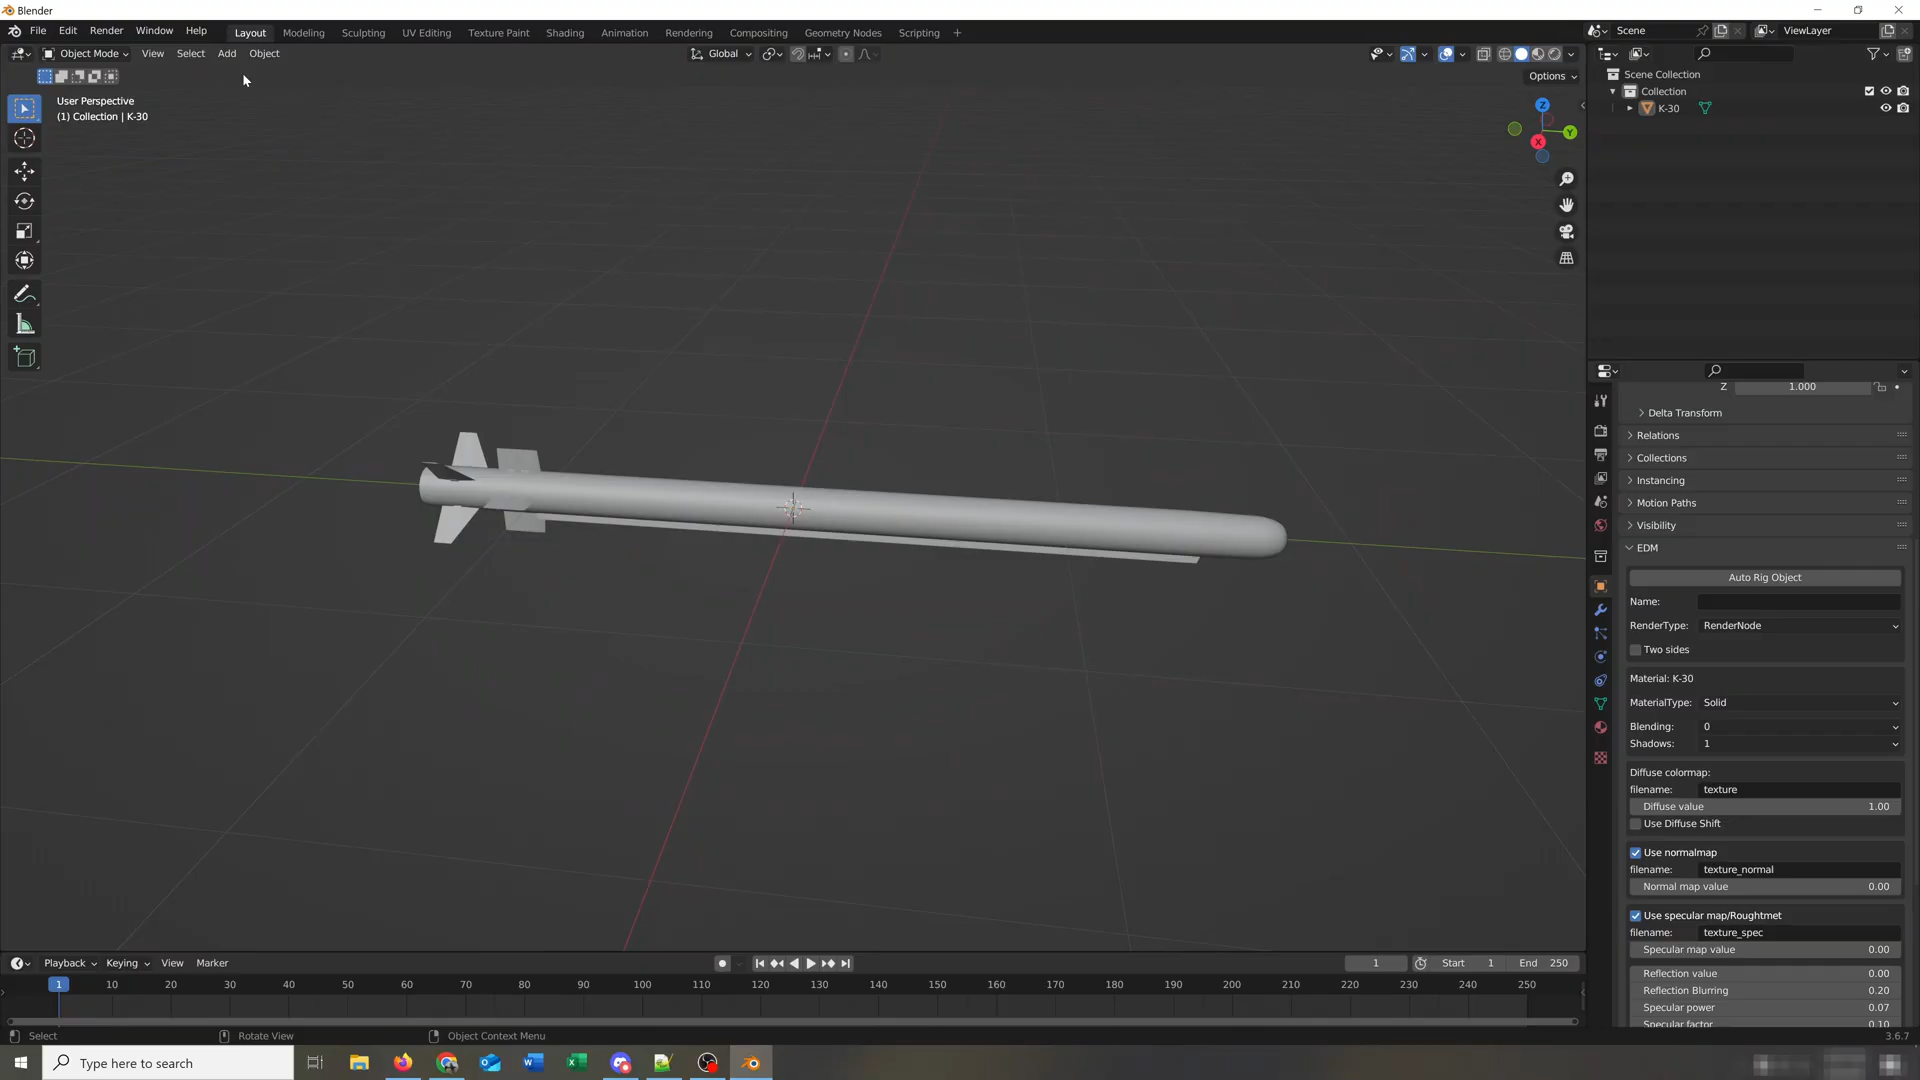 Blender
File Edit Render Window Help Layout Modeling Sculpting UV Editing Texture Paint Shading Animation Rendering Compositing Geometry Nodes Scripting + Scene ViewLayer
Object Mode View Select Add Object Global
Options
User Perspective
(1) Collection | K-30
Z
Y
X
Scene Collection
Collection
K-30
Z 1.000
Delta Transform
Relations
Collections
Instancing
Motion Paths
Visibility
EDM
Auto Rig Object
Name:
RenderType: RenderNode
Two sides
Material: K-30
MaterialType: Solid
Blending: 0
Shadows: 1
Diffuse colormap:
filename: texture
Diffuse value 1.00
Use Diffuse Shift
Use normalmap
filename: texture_normal
Normal map value 0.00
Use specular map/Roughtmet
filename: texture_spec
Specular map value 0.00
Reflection value 0.00
Reflection Blurring 0.20
Specular power 0.07
Specular factor 0.10
Playback Keying View Marker 1 Start 1 End 250
1 10 20 30 40 50 60 70 80 90 100 110 120 130 140 150 160 170 180 190 200 210 220 230 240 250
Select Rotate View Object Context Menu 3.6.7
Type here to search